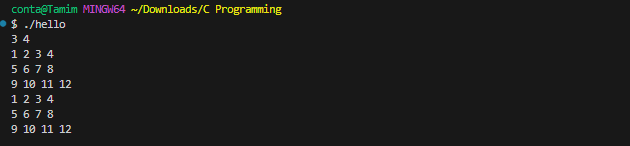 conta@Tamim MINGW64 ~/Downloads/C Programming
$ ./hello
3 4
1 2 3 4
5 6 7 8
9 10 11 12
1 2 3 4
5 6 7 8
9 10 11 12